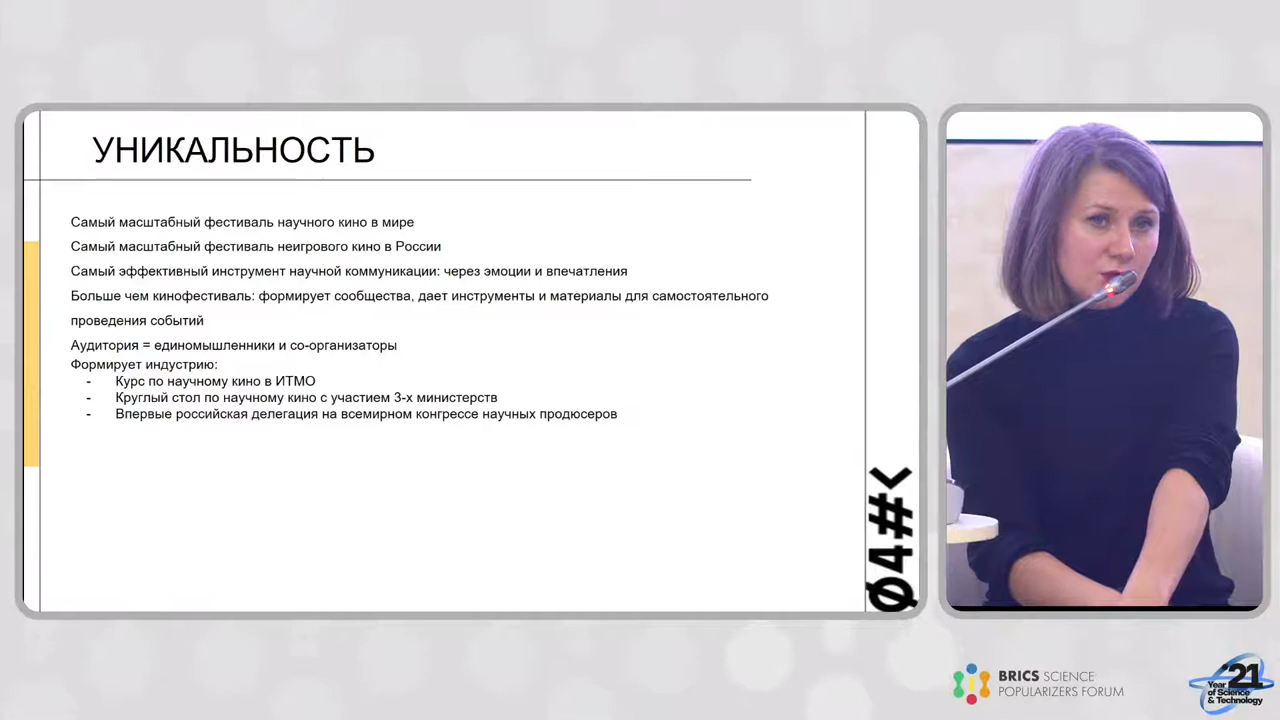 УНИКАЛЬНОСТЬ
Самый масштабный фестиваль научного кино в мире
Самый масштабный фестиваль неигрового кино в России
Самый эффективный инструмент научной коммуникации: через эмоции и впечатления
Больше чем кинофестиваль: формирует сообщества, дает инструменты и материалы для самостоятельного
проведения событий
Аудитория = единомышленники и со-организаторы
Формирует индустрию:
- Курс по научному кино в ИТМО
- Круглый стол по научному кино с участием 3-х министерств
- Впервые российская делегация на всемирном конгрессе научных продюсеров
Ф4#<
BRICS SCIENCE
POPULARIZERS FORUM
'21
Year
of Science
& Technology